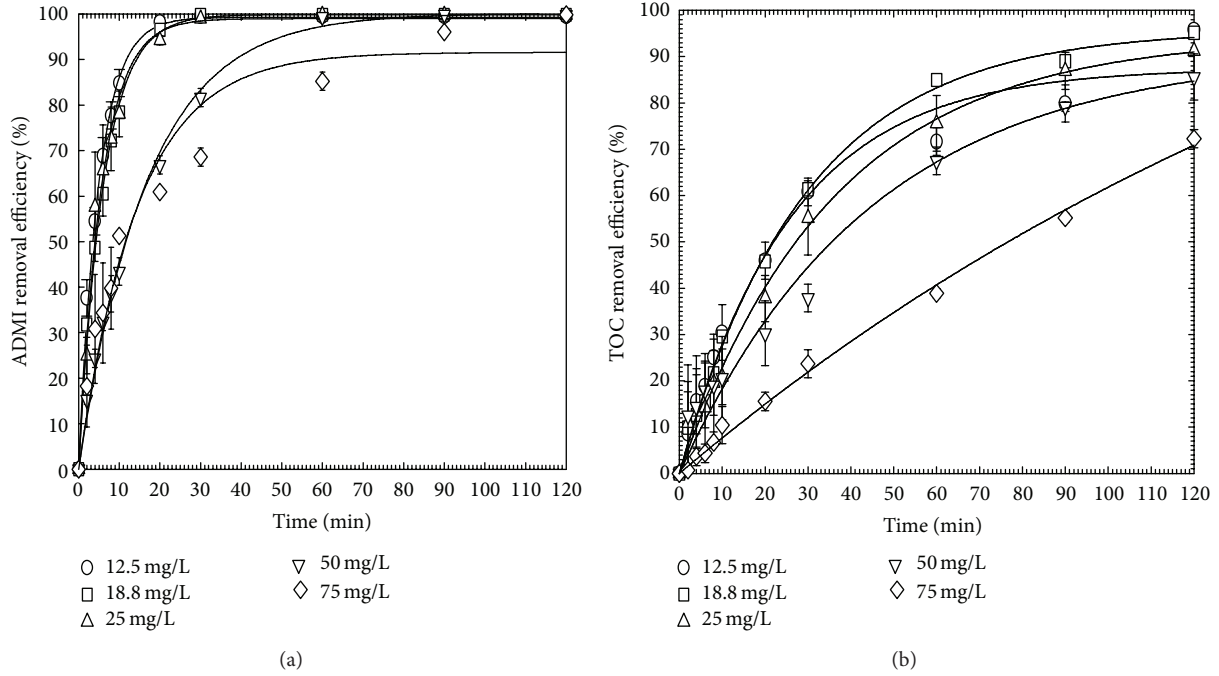 ADMI removal efficiency (%)
100
90
80
70
60
50
40
30
20
10
0
0 10 20 30 40 50 60 70 80 90 100 110 120
Time (min)
12.5 mg/L
18.8 mg/L
25 mg/L
50 mg/L
75 mg/L
(a)
TOC removal efficiency (%)
100
90
80
70
60
50
40
30
20
10
0
0 10 20 30 40 50 60 70 80 90 100 110 120
Time (min)
12.5 mg/L
18.8 mg/L
25 mg/L
50 mg/L
75 mg/L
(b)